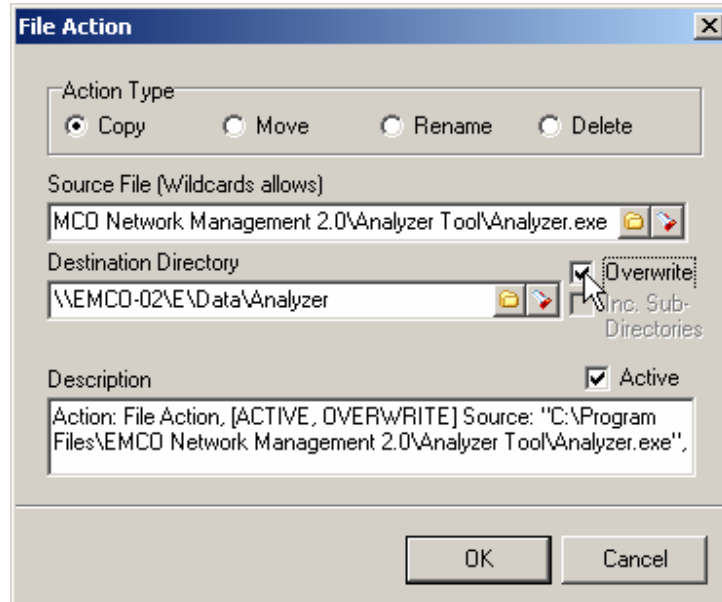 File Action
Action Type
Copy Move Rename Delete
Source File (Wildcards allows)
MCO Network Management 2.0\Analyzer Tool\Analyzer.exe
Destination Directory
Overwrite
\\EMCO-02\E\Data\Analyzer
Inc. Sub-
Directories
Description
Active
Action: File Action, [ACTIVE, OVERWRITE] Source: "C:\Program
Files\EMCO Network Management 2.0\Analyzer Tool\Analyzer.exe",
OK Cancel